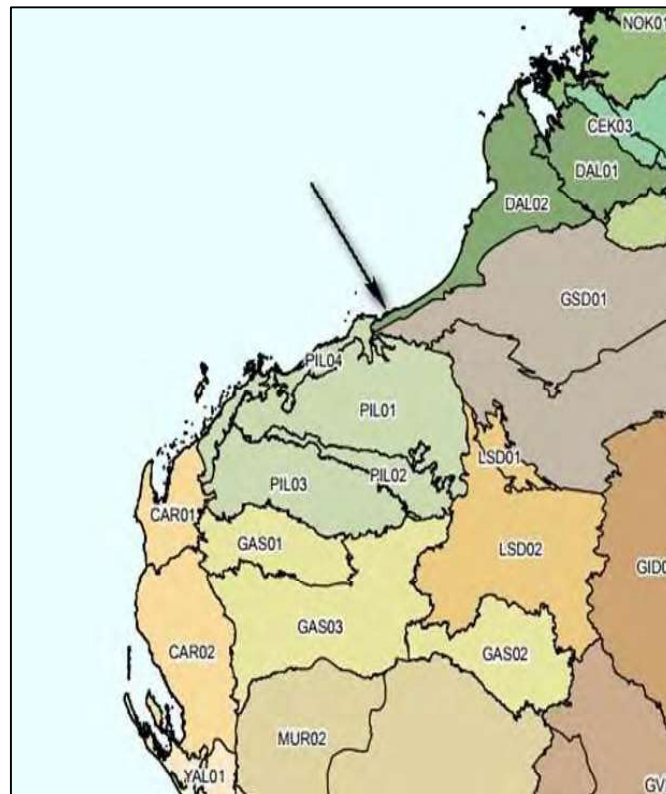 NOK01
CEK03
DAL01
DAL02
GSD01
PIL04
PIL01
LSD01
PIL02
PIL03
CAR01
GAS01
LSD02
GAS03
CAR02
GAS02
MUR02
YAL01